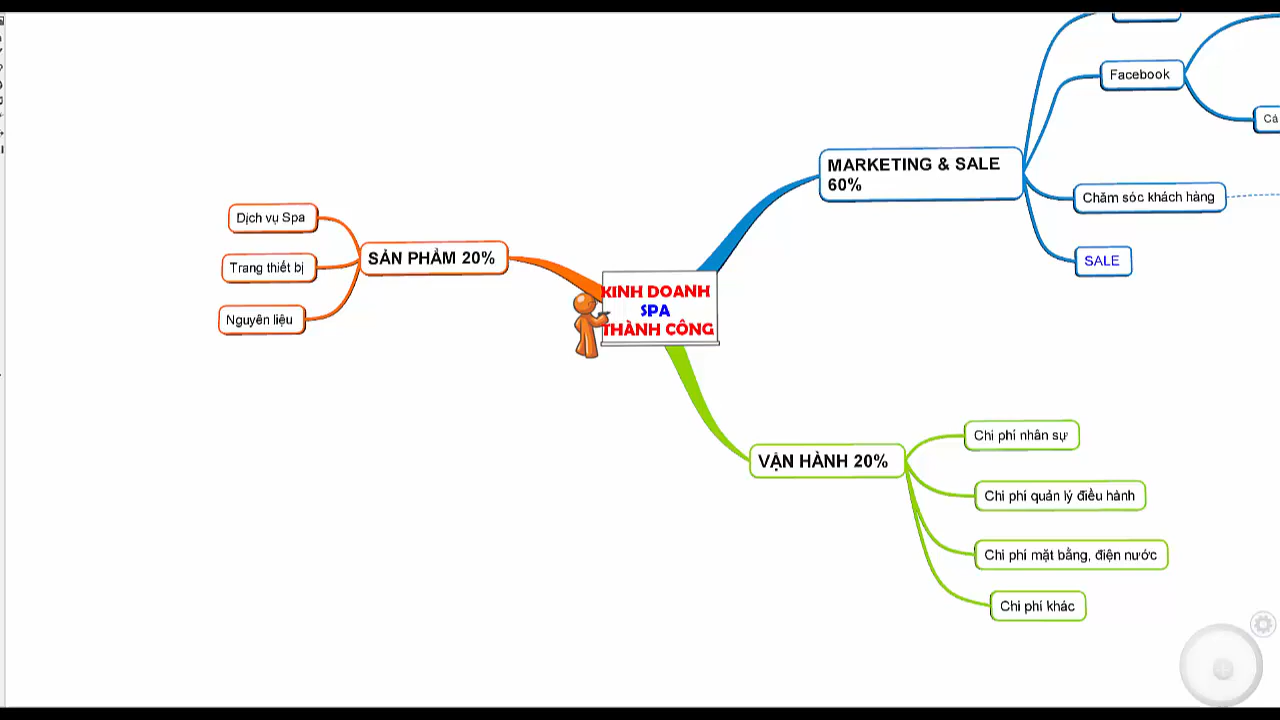 Facebook
Cá
MARKETING & SALE
60%
Chăm sóc khách hàng
SALE
Dịch vụ Spa
SẢN PHẨM 20%
Trang thiết bị
Nguyên liệu
KINH DOANH
SPA
THÀNH CÔNG
VẬN HÀNH 20%
Chi phí nhân sự
Chi phí quản lý điều hành
Chi phí mặt bằng, điện nước
Chi phí khác